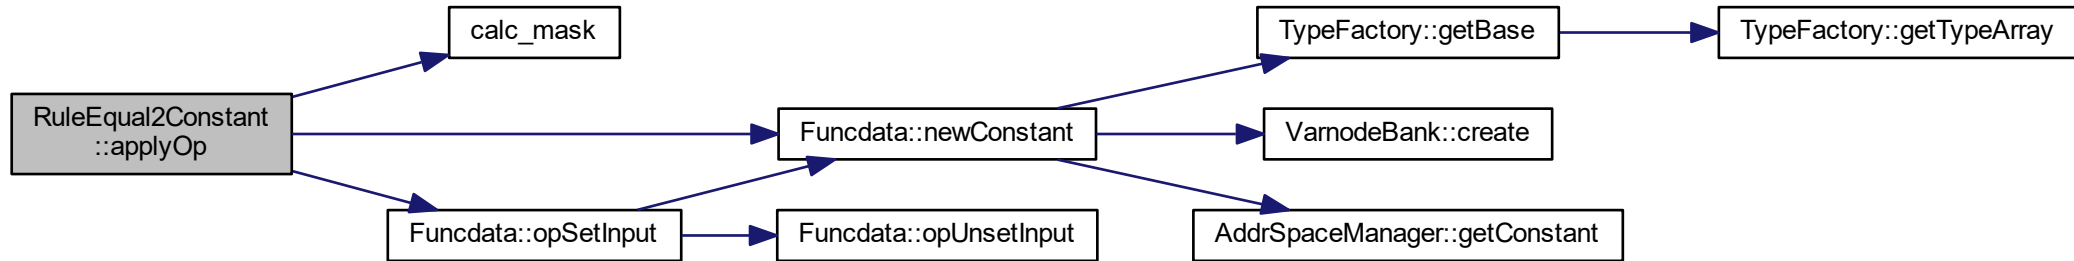 calc_mask
TypeFactory::getBase
TypeFactory::getTypeArray
RuleEqual2Constant
::applyOp
Funcdata::newConstant
VarnodeBank::create
Funcdata::opSetInput
Funcdata::opUnsetInput
AddrSpaceManager::getConstant